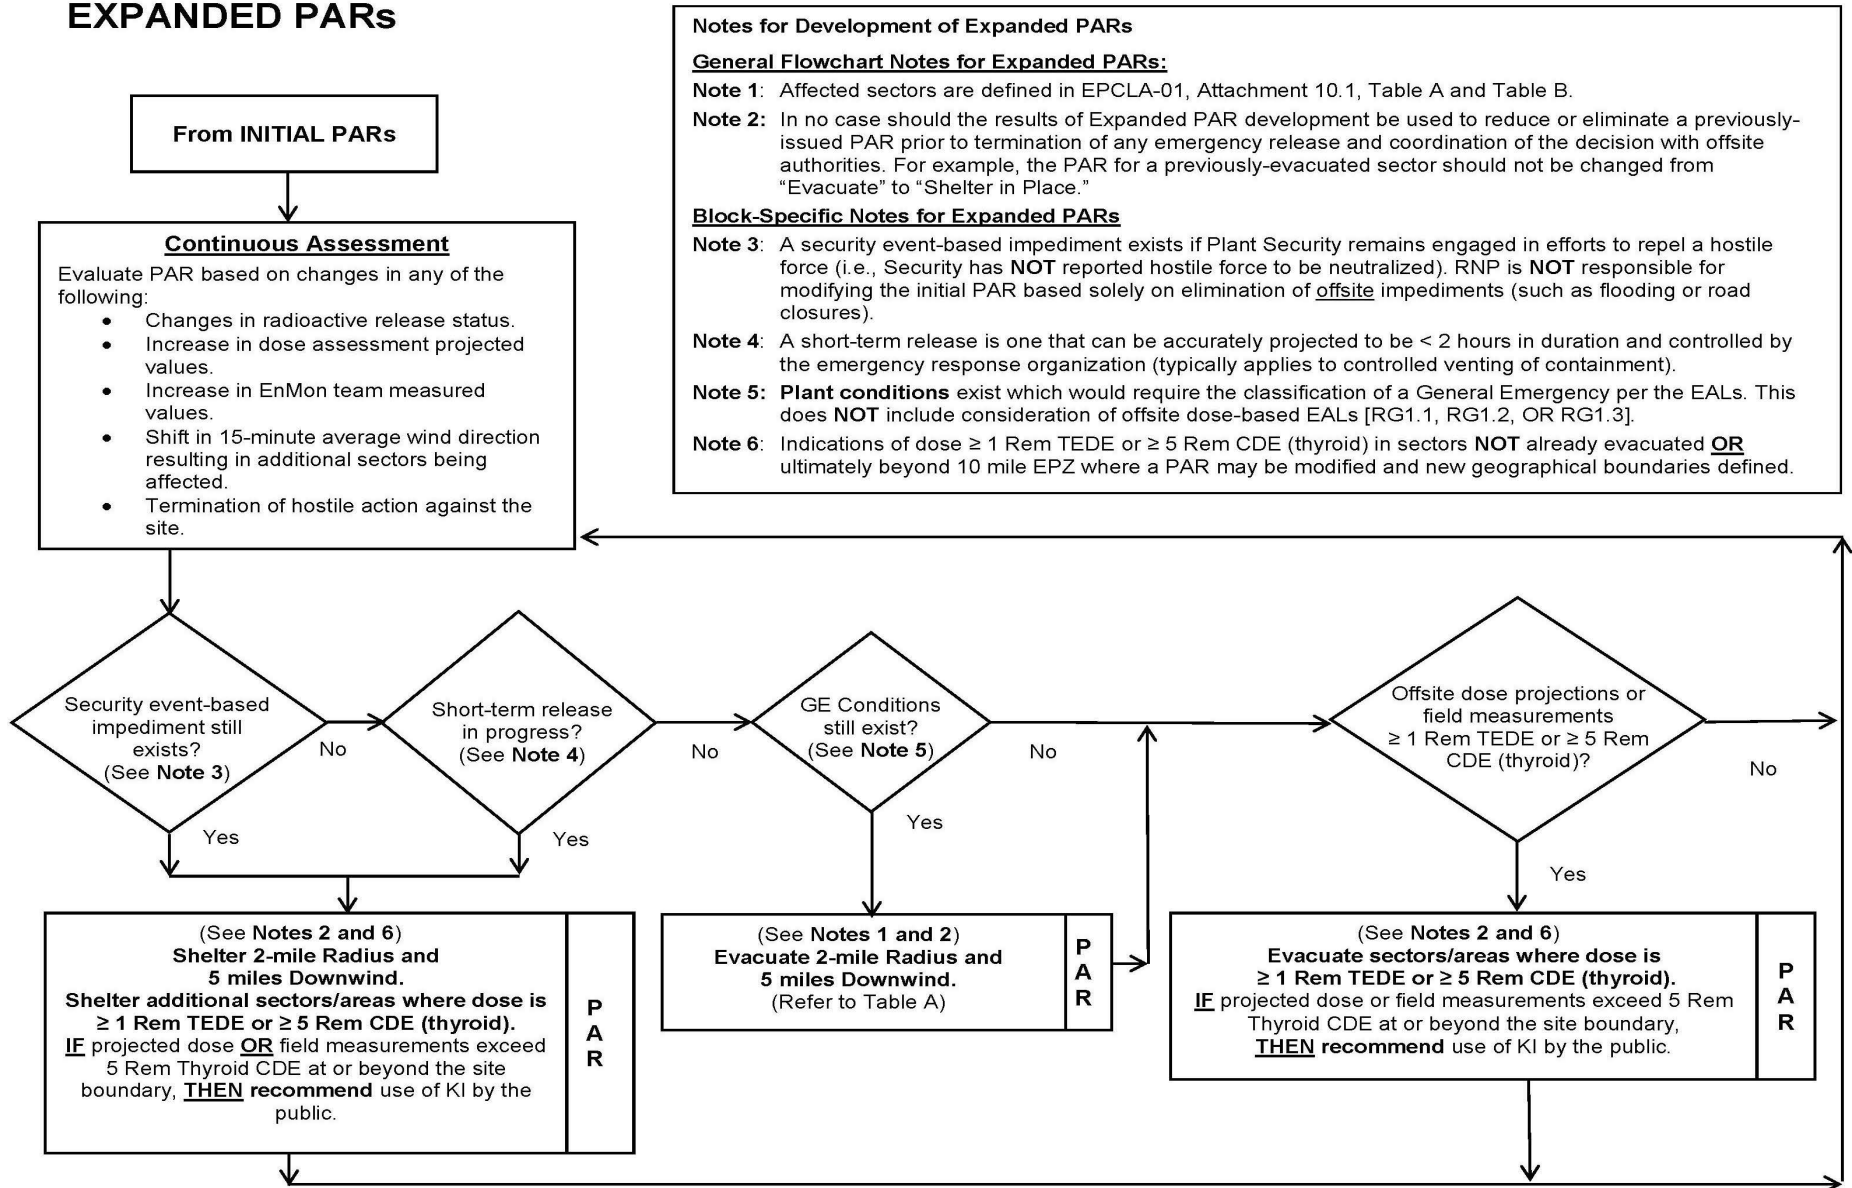 EXPANDED PARs
From INITIAL PARs
Continuous Assessment
Evaluate PAR based on changes in any of the
following:
• Changes in radioactive release status.
• Increase in dose assessment projected
values.
• Increase in EnMon team measured
values.
• Shift in 15-minute average wind direction
resulting in additional sectors being
affected.
• Termination of hostile action against the
site.
Notes for Development of Expanded PARs
General Flowchart Notes for Expanded PARs:
Note 1: Affected sectors are defined in EPCLA-01, Attachment 10.1, Table A and Table B.
Note 2: In no case should the results of Expanded PAR development be used to reduce or eliminate a previously-
issued PAR prior to termination of any emergency release and coordination of the decision with offsite
authorities. For example, the PAR for a previously-evacuated sector should not be changed from
“Evacuate” to “Shelter in Place.”
Block-Specific Notes for Expanded PARs
Note 3: A security event-based impediment exists if Plant Security remains engaged in efforts to repel a hostile
force (i.e., Security has NOT reported hostile force to be neutralized). RNP is NOT responsible for
modifying the initial PAR based solely on elimination of offsite impediments (such as flooding or road
closures).
Note 4: A short-term release is one that can be accurately projected to be < 2 hours in duration and controlled by
the emergency response organization (typically applies to controlled venting of containment).
Note 5: Plant conditions exist which would require the classification of a General Emergency per the EALs. This
does NOT include consideration of offsite dose-based EALs [RG1.1, RG1.2, OR RG1.3].
Note 6: Indications of dose ≥ 1 Rem TEDE or ≥ 5 Rem CDE (thyroid) in sectors NOT already evacuated OR
ultimately beyond 10 mile EPZ where a PAR may be modified and new geographical boundaries defined.
Security event-based
impediment still
exists?
(See Note 3)
No
Yes
Short-term release
in progress?
(See Note 4)
No
Yes
GE Conditions
still exist?
(See Note 5)
No
Yes
Offsite dose projections or
field measurements
≥ 1 Rem TEDE or ≥ 5 Rem
CDE (thyroid)?
No
Yes
(See Notes 2 and 6)
Shelter 2-mile Radius and
5 miles Downwind.
Shelter additional sectors/areas where dose is
≥ 1 Rem TEDE or ≥ 5 Rem CDE (thyroid).
IF projected dose OR field measurements exceed
5 Rem Thyroid CDE at or beyond the site
boundary, THEN recommend use of KI by the
public.
P
A
R
(See Notes 1 and 2)
Evacuate 2-mile Radius and
5 miles Downwind.
(Refer to Table A)
P
A
R
(See Notes 2 and 6)
Evacuate sectors/areas where dose is
≥ 1 Rem TEDE or ≥ 5 Rem CDE (thyroid).
IF projected dose or field measurements exceed 5 Rem
Thyroid CDE at or beyond the site boundary,
THEN recommend use of KI by the public.
P
A
R